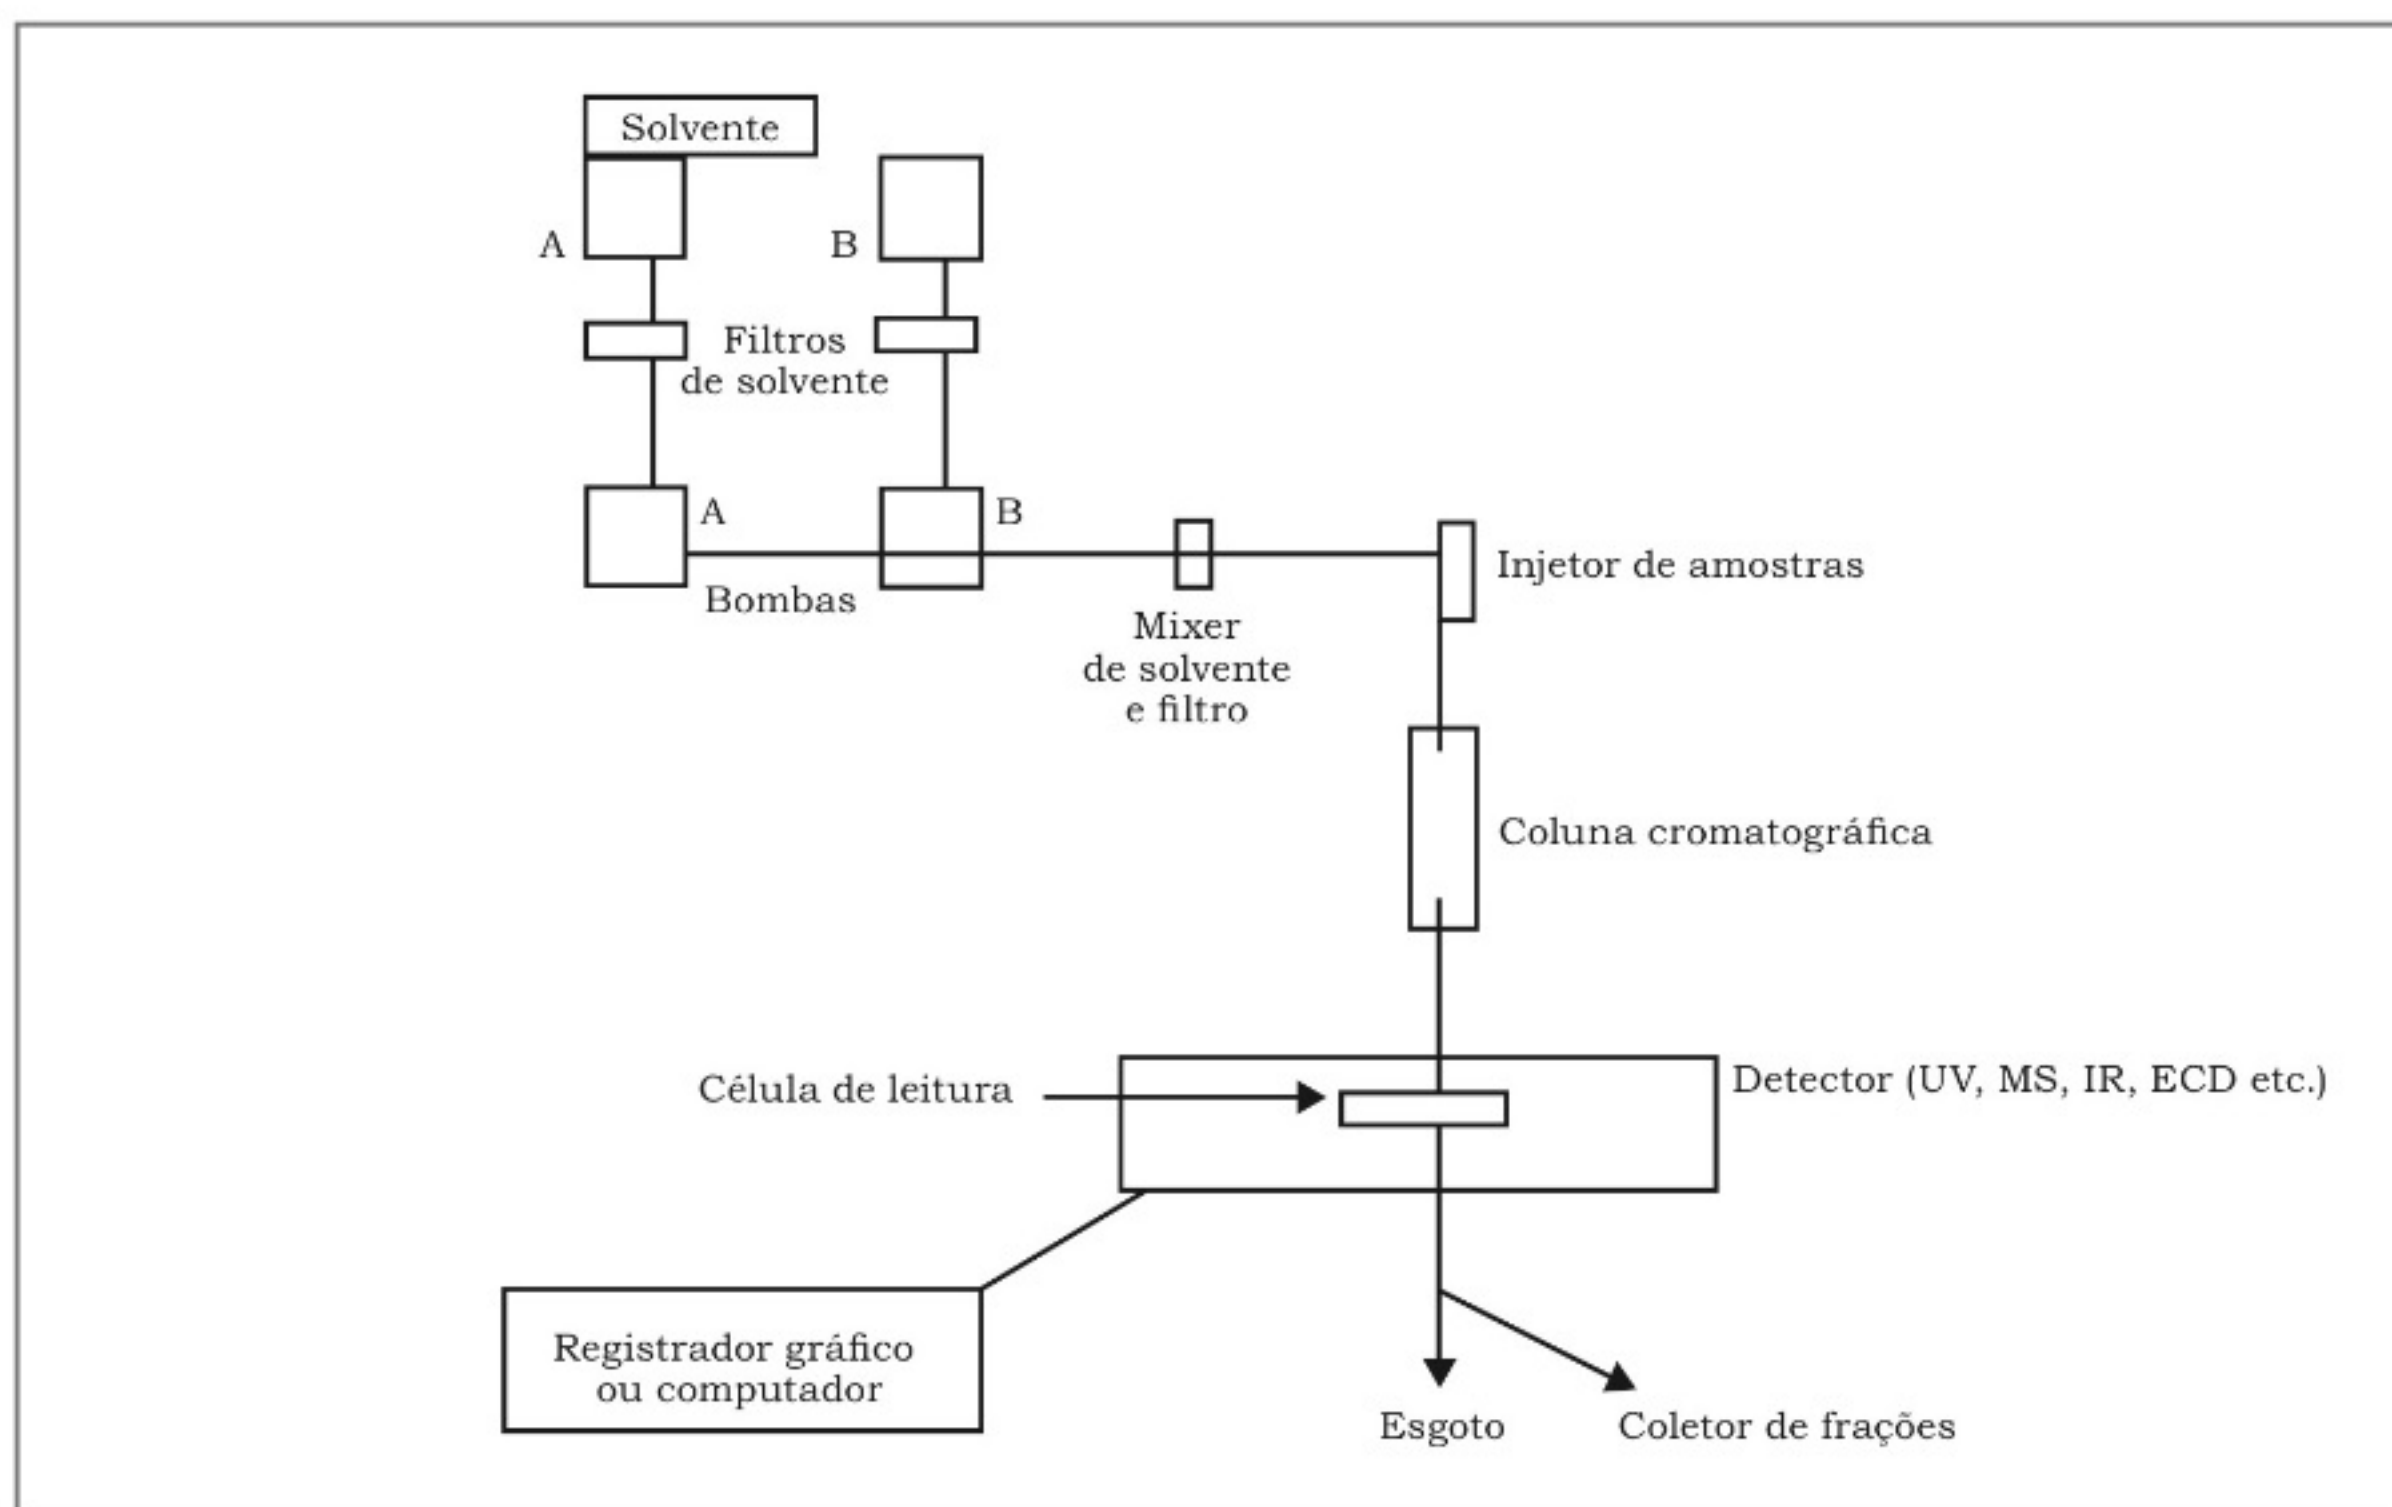 Solvente
A
B
Filtros
de solvente
A
B
Bombas
Mixer
de solvente
e filtro
Injetor de amostras
Coluna cromatográfica
Célula de leitura
Detector (UV, MS, IR, ECD etc.)
Registrador gráfico
ou computador
Esgoto
Coletor de frações